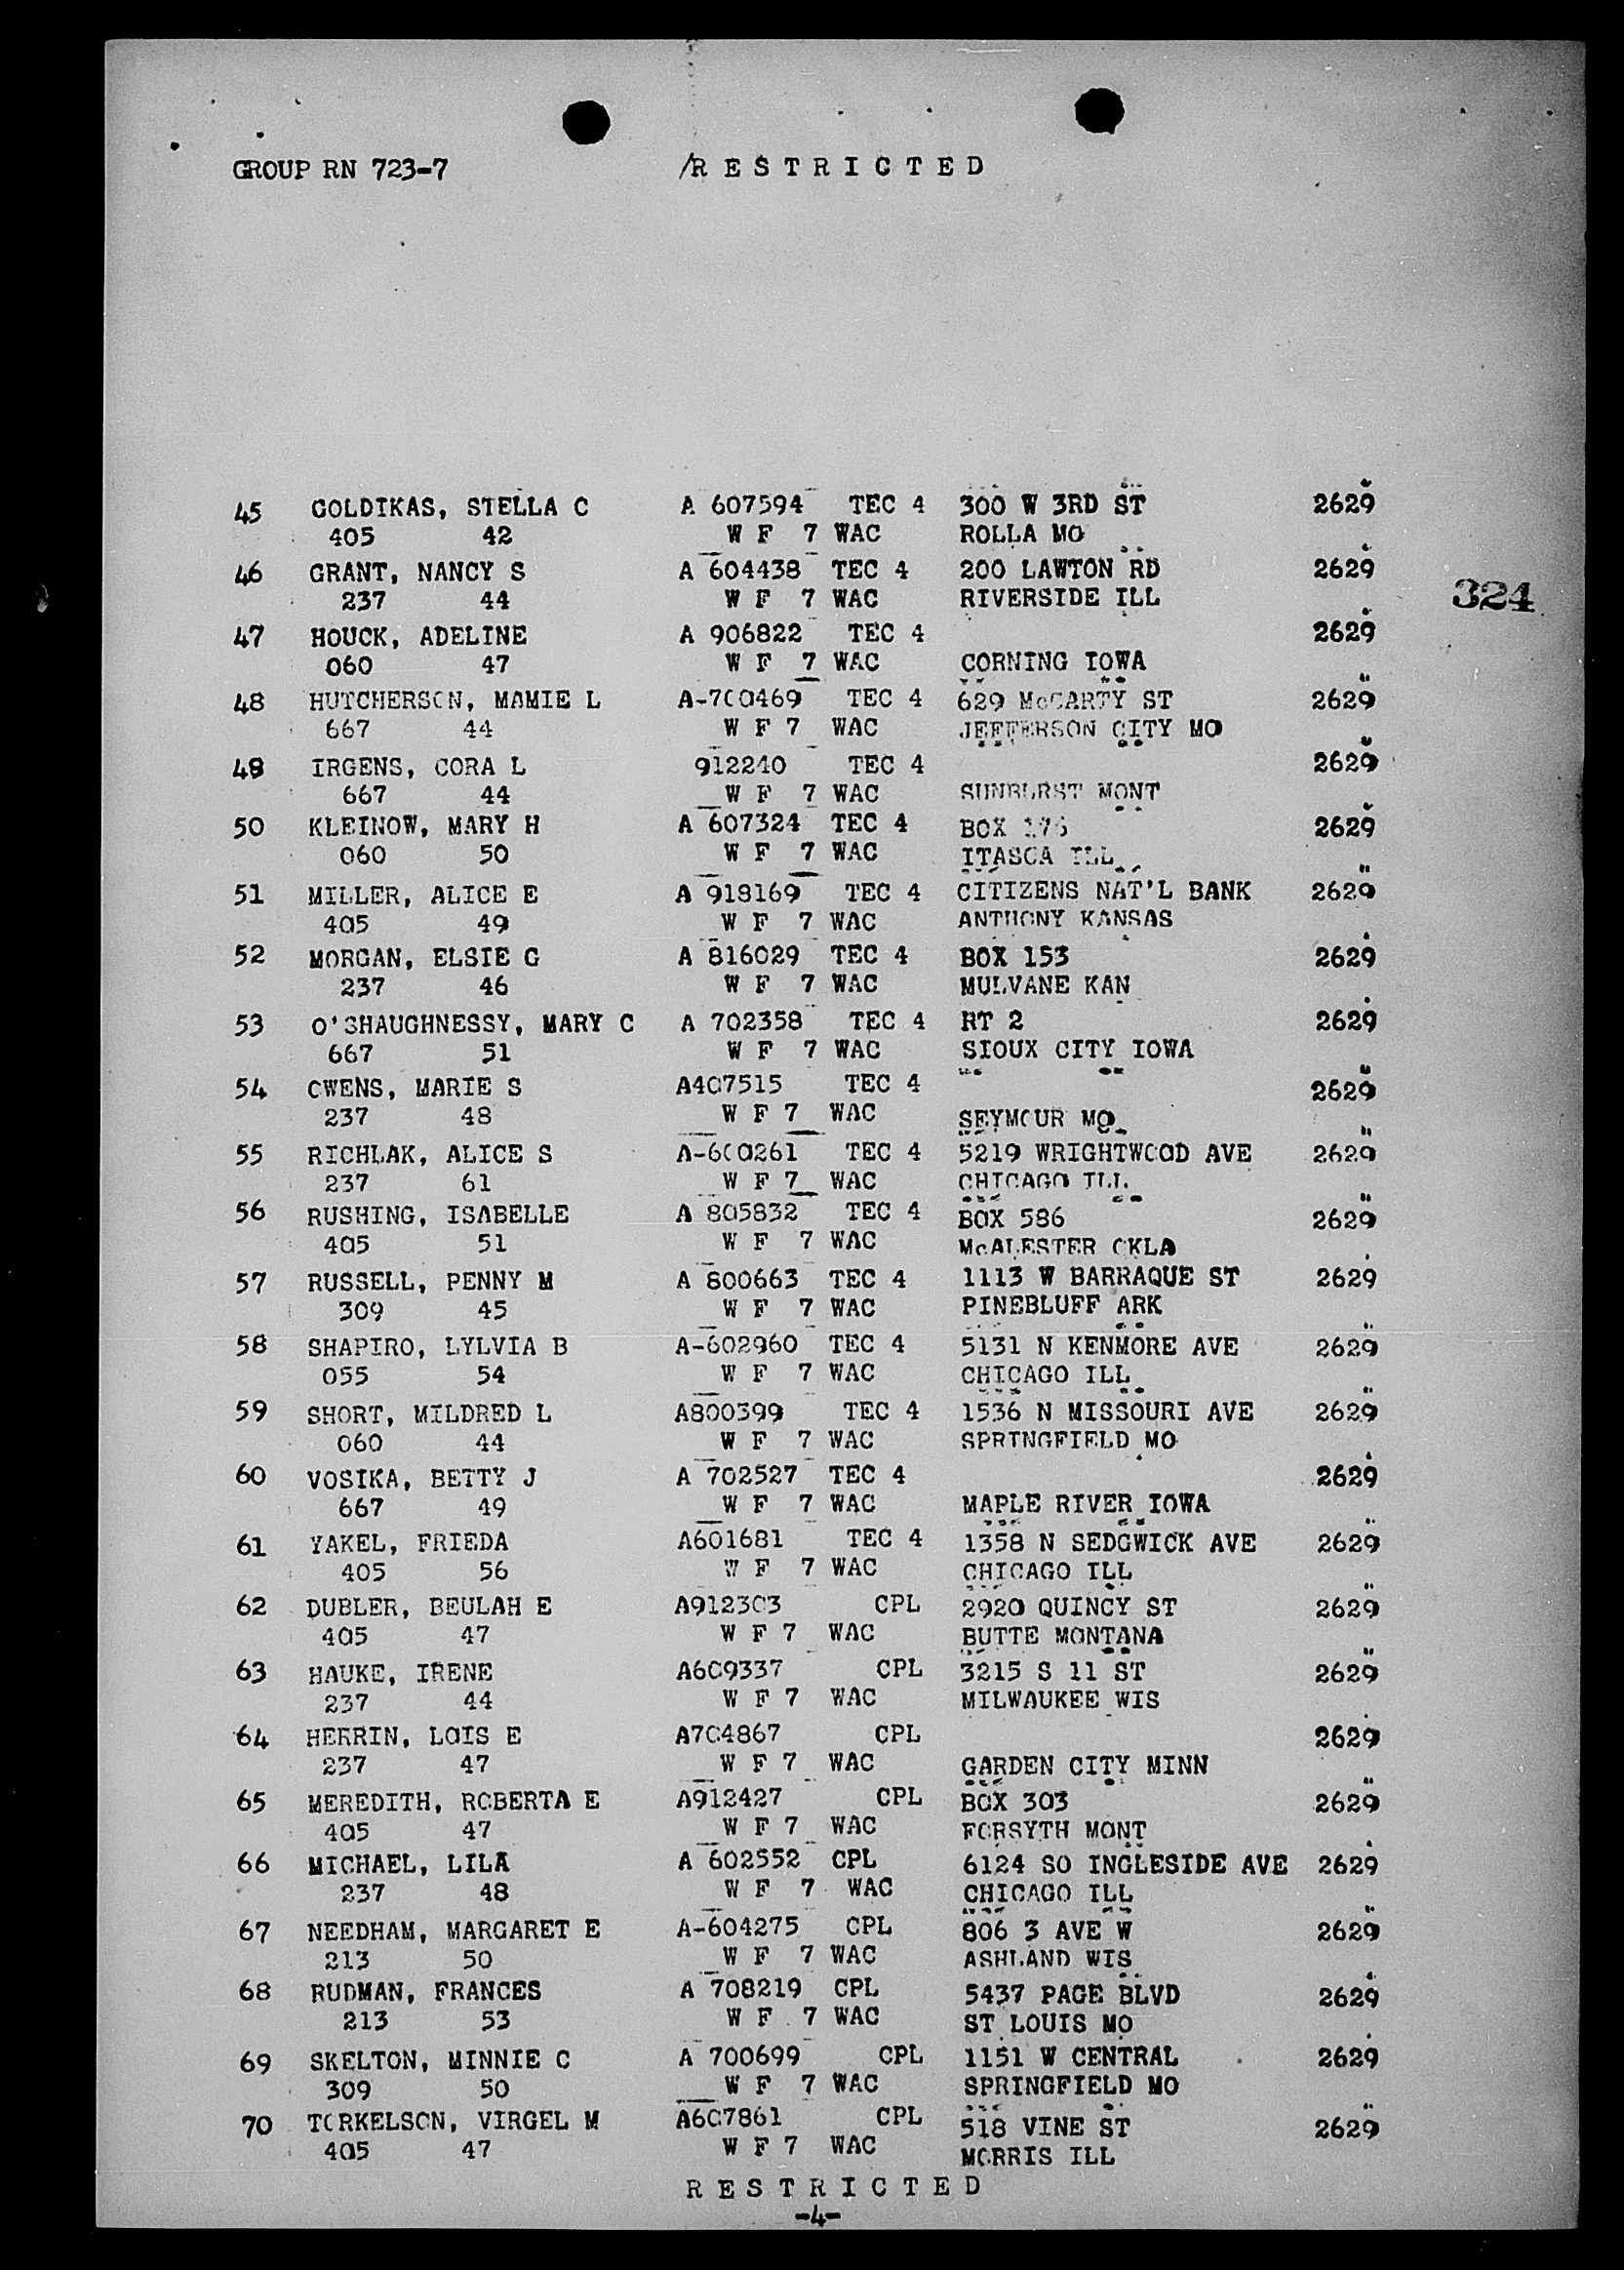 GROUP RN 723-7 /RESTRICTED
45 GOLDIKAS, STELLA C A 607594 TEC 4 300 W 3RD ST 2629
405 42 W F 7 WAC ROLLA MO
46 GRANT, NANCY S A 604438 TEC 4 200 LAWTON RD 2629
237 44 W F 7 WAC RIVERSIDE ILL
324
47 HOUCK, ADELINE A 906822 TEC 4 2629
060 47 W F 7 WAC CORNING IOWA
48 HUTCHERSON, MAMIE L A-700469 TEC 4 629 McCARTY ST 2629
667 44 W F 7 WAC JEFFERSON CITY MO
49 IRGENS, CORA L 912240 TEC 4 2629
667 44 W F 7 WAC SUNBURST MONT
50 KLEINOW, MARY H A 607324 TEC 4 BOX 176 2629
060 50 W F 7 WAC ITASCA ILL
51 MILLER, ALICE E A 918169 TEC 4 CITIZENS NAT'L BANK 2629
405 49 W F 7 WAC ANTHONY KANSAS
52 MORGAN, ELSIE G A 816029 TEC 4 BOX 153 2629
237 46 W F 7 WAC MULVANE KAN
53 O'SHAUGHNESSY, MARY C A 702358 TEC 4 RT 2 2629
667 51 W F 7 WAC SIOUX CITY IOWA
54 OWENS, MARIE S A407515 TEC 4 2629
237 48 W F 7 WAC SEYMOUR MO
55 RICHLAK, ALICE S A-600261 TEC 4 5219 WRIGHTWOOD AVE 2629
237 61 W F 7 WAC CHICAGO ILL
56 RUSHING, ISABELLE A 805832 TEC 4 BOX 586 2629
405 51 W F 7 WAC McALESTER OKLA
57 RUSSELL, PENNY M A 800663 TEC 4 1113 W BARRAQUE ST 2629
309 45 W F 7 WAC PINEBLUFF ARK
58 SHAPIRO, LYLVIA B A-602960 TEC 4 5131 N KENMORE AVE 2629
055 54 W F 7 WAC CHICAGO ILL
59 SHORT, MILDRED L A800399 TEC 4 1536 N MISSOURI AVE 2629
060 44 W F 7 WAC SPRINGFIELD MO
60 VOSIKA, BETTY J A 702527 TEC 4 2629
667 49 W F 7 WAC MAPLE RIVER IOWA
61 YAKEL, FRIEDA A601681 TEC 4 1358 N SEDGWICK AVE 2629
405 56 W F 7 WAC CHICAGO ILL
62 DUBLER, BEULAH E A912303 CPL 2920 QUINCY ST 2629
405 47 W F 7 WAC BUTTE MONTANA
63 HAUKE, IRENE A609337 CPL 3215 S 11 ST 2629
237 44 W F 7 WAC MILWAUKEE WIS
64 HERRIN, LOIS E A704867 CPL 2629
237 47 W F 7 WAC GARDEN CITY MINN
65 MEREDITH, ROBERTA E A912427 CPL BOX 303 2629
405 47 W F 7 WAC FORSYTH MONT
66 MICHAEL, LILA A 602552 CPL 6124 SO INGLESIDE AVE 2629
237 48 W F 7 WAC CHICAGO ILL
67 NEEDHAM, MARGARET E A-604275 CPL 806 3 AVE W 2629
213 50 W F 7 WAC ASHLAND WIS
68 RUDMAN, FRANCES A 708219 CPL 5437 PAGE BLVD 2629
213 53 W F 7 WAC ST LOUIS MO
69 SKELTON, MINNIE C A 700699 CPL 1151 W CENTRAL 2629
309 50 W F 7 WAC SPRINGFIELD MO
70 TORKELSON, VIRGEL M A607861 CPL 518 VINE ST 2629
405 47 W F 7 WAC MORRIS ILL
RESTRICTED
-4-